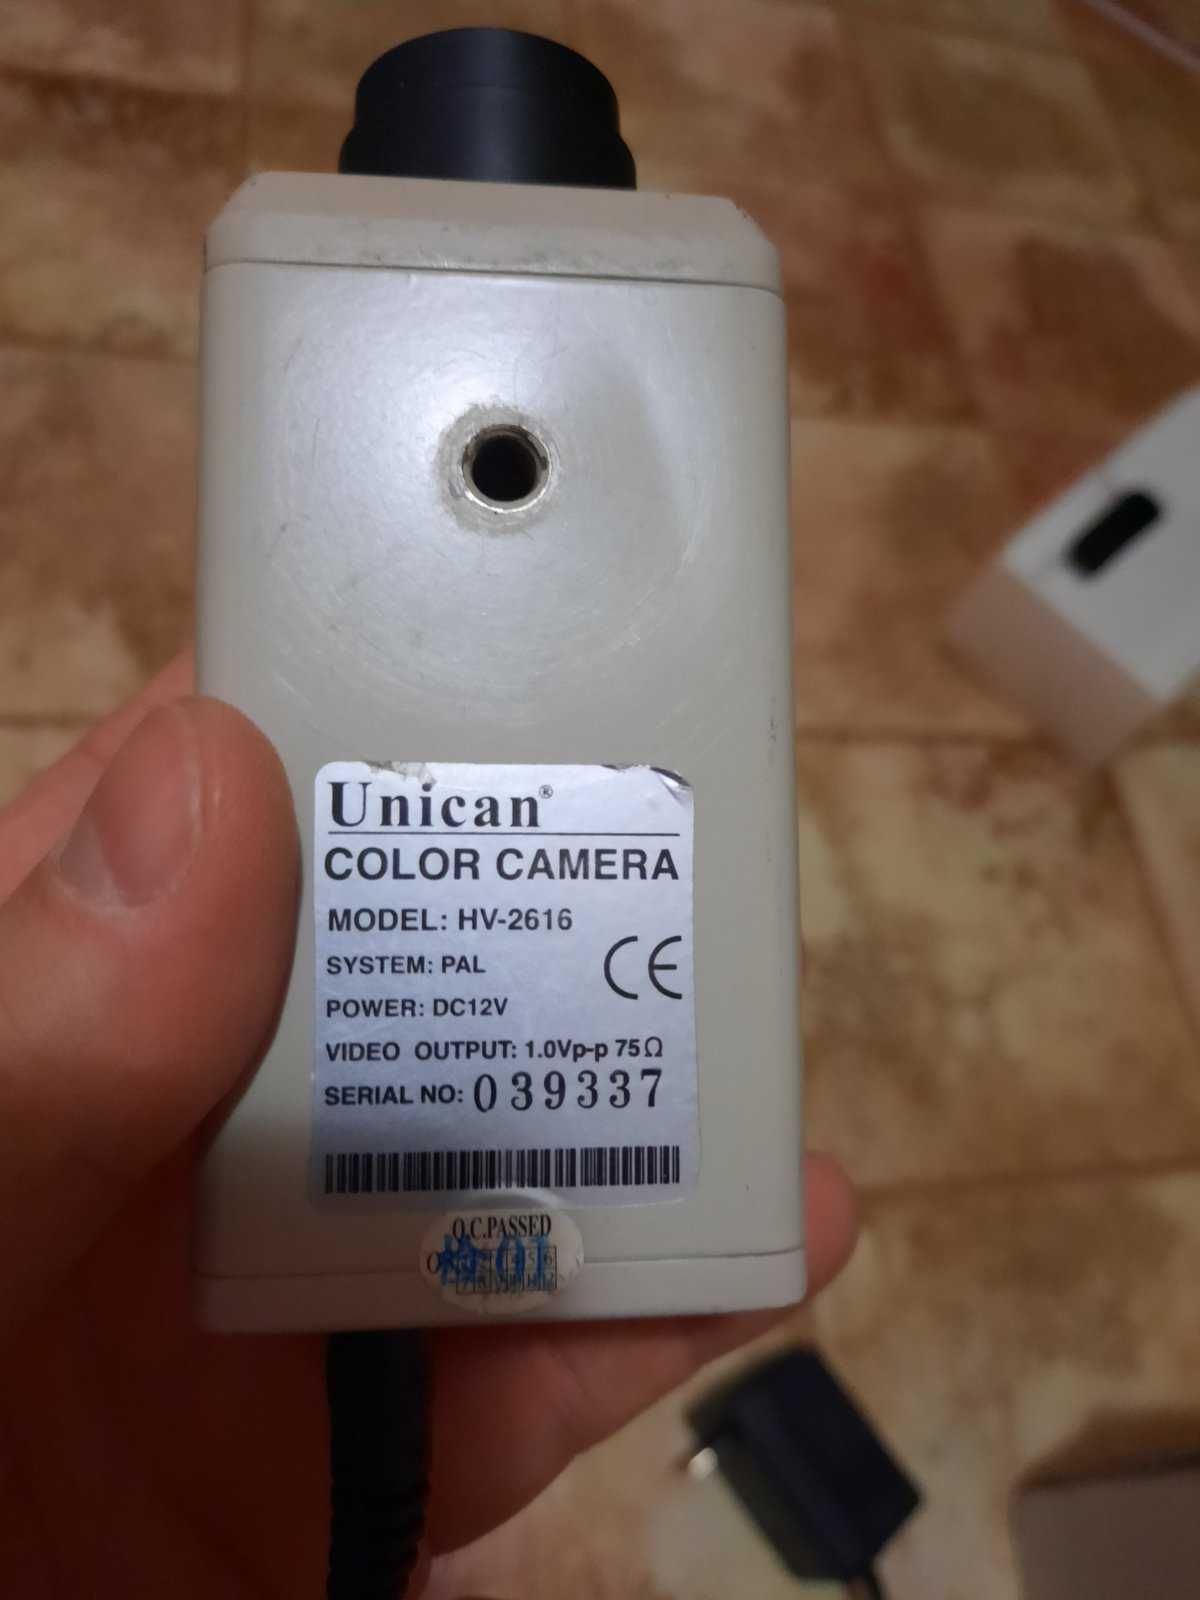 Unican®
COLOR CAMERA
MODEL: HV-2616
SYSTEM: PAL
CE
POWER: DC12V
VIDEO OUTPUT: 1.0Vp-p 75Ω
SERIAL NO: 039337
Q.C.PASSED
01